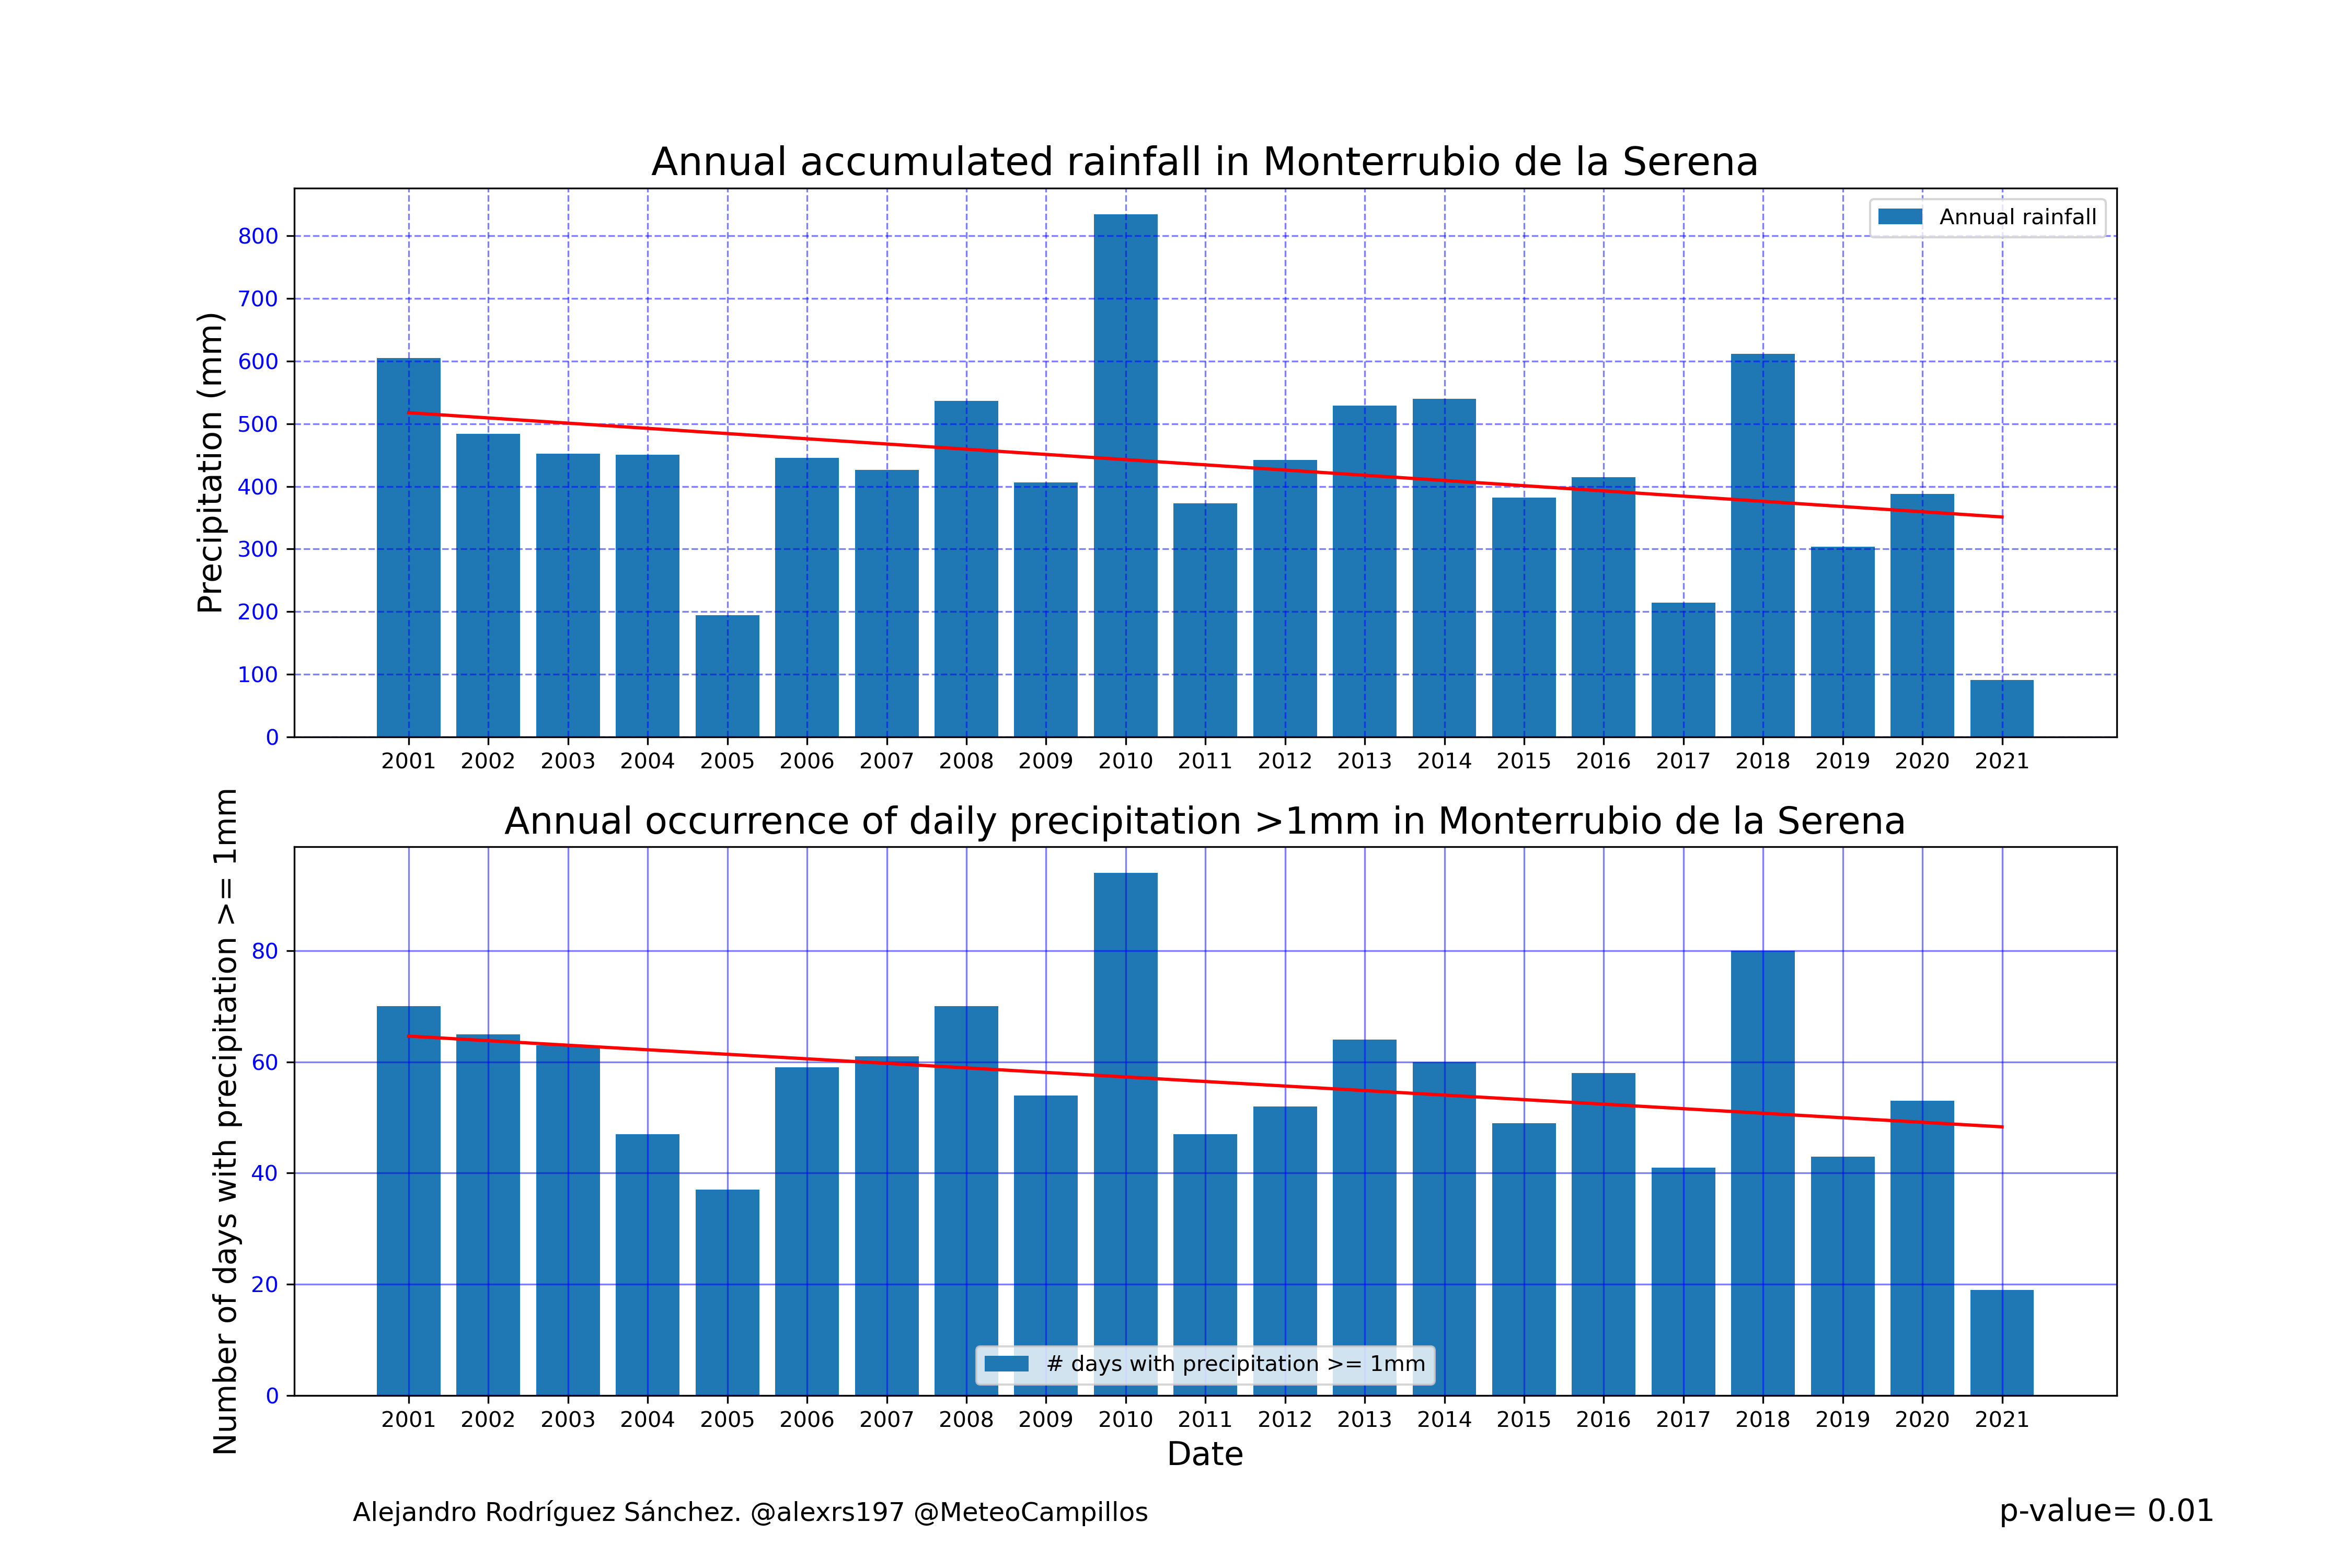 Annual accumulated rainfall in Monterrubio de la Serena
Precipitation (mm)
800
700
600
500
400
300
200
100
0
Annual rainfall
2001 2002 2003 2004 2005 2006 2007 2008 2009 2010 2011 2012 2013 2014 2015 2016 2017 2018 2019 2020 2021
Annual occurrence of daily precipitation >1mm in Monterrubio de la Serena
Number of days with precipitation >= 1mm
80
60
40
20
0
# days with precipitation >= 1mm
2001 2002 2003 2004 2005 2006 2007 2008 2009 2010 2011 2012 2013 2014 2015 2016 2017 2018 2019 2020 2021
Date
Alejandro Rodríguez Sánchez. @alexrs197 @MeteoCampillos
p-value= 0.01